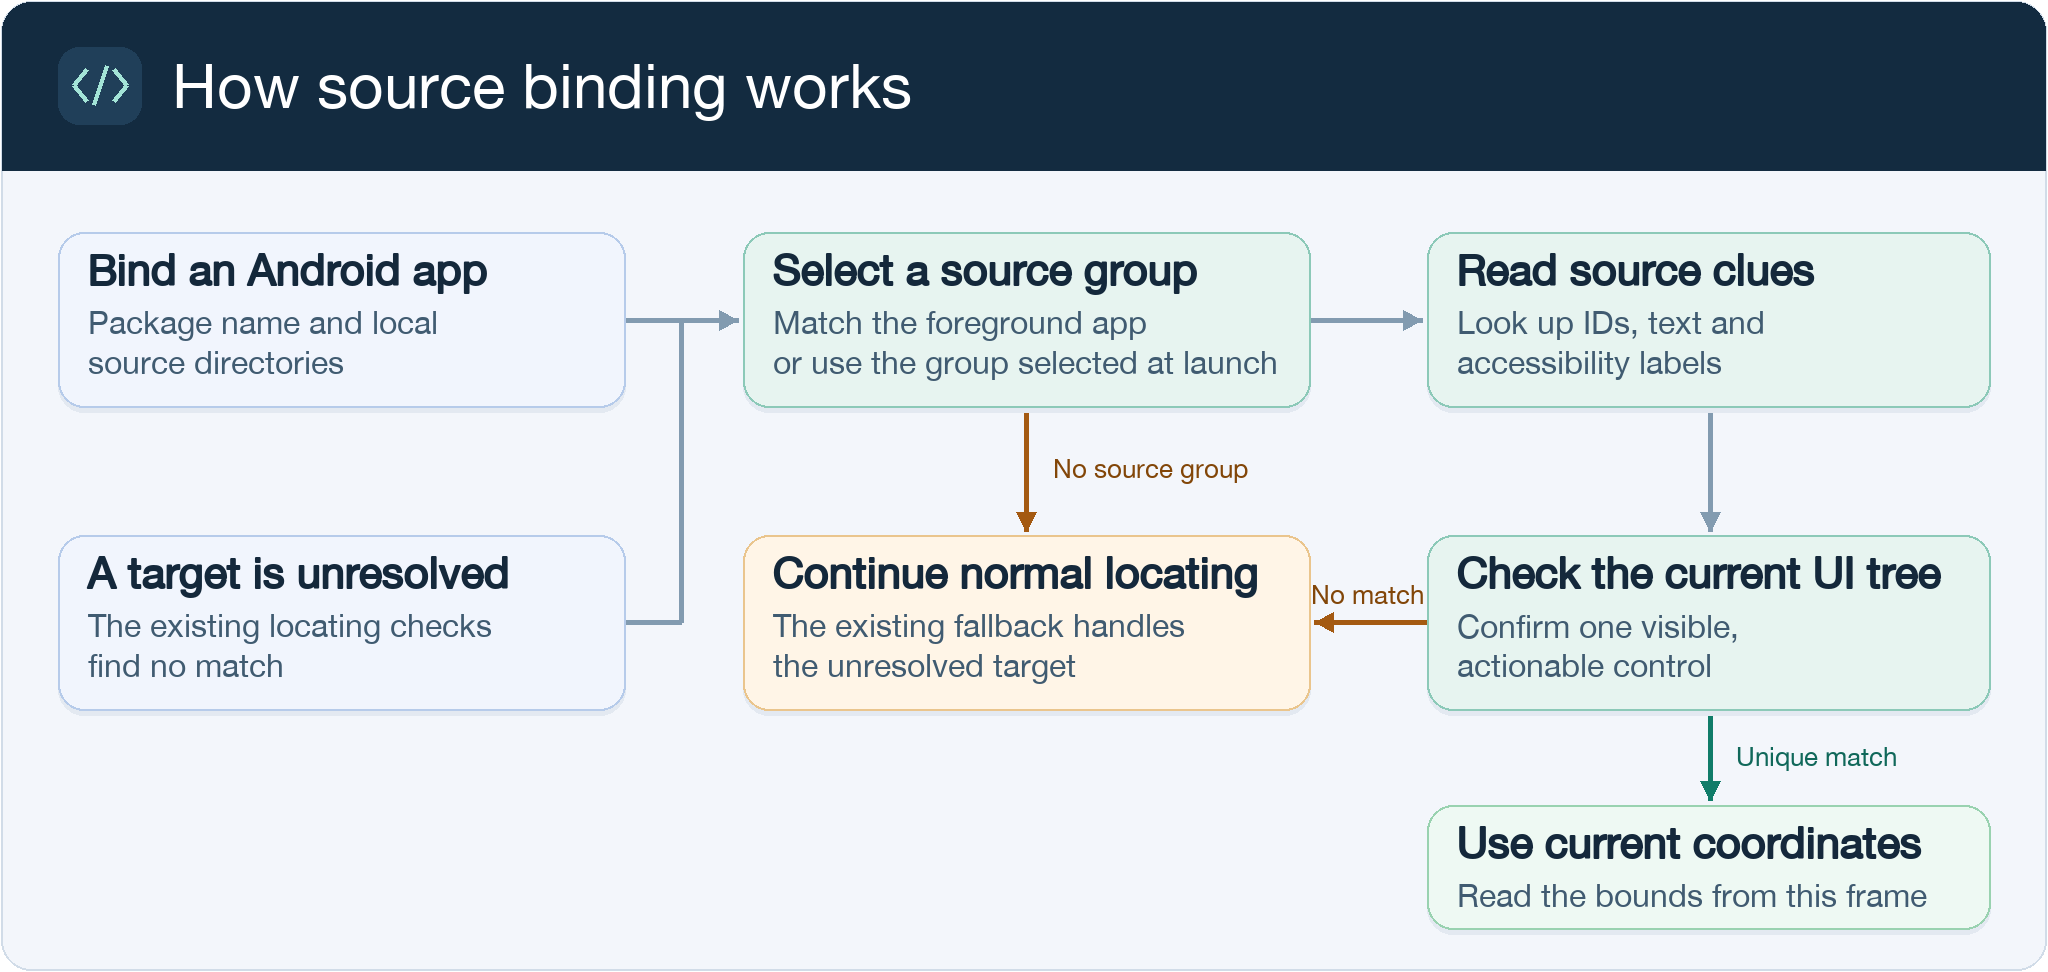 </>
How source binding works
Bind an Android app
Package name and local
source directories
Select a source group
Match the foreground app
or use the group selected at launch
Read source clues
Look up IDs, text and
accessibility labels
No source group
A target is unresolved
The existing locating checks
find no match
Continue normal locating
The existing fallback handles
the unresolved target
No match
Check the current UI tree
Confirm one visible,
actionable control
Unique match
Use current coordinates
Read the bounds from this frame